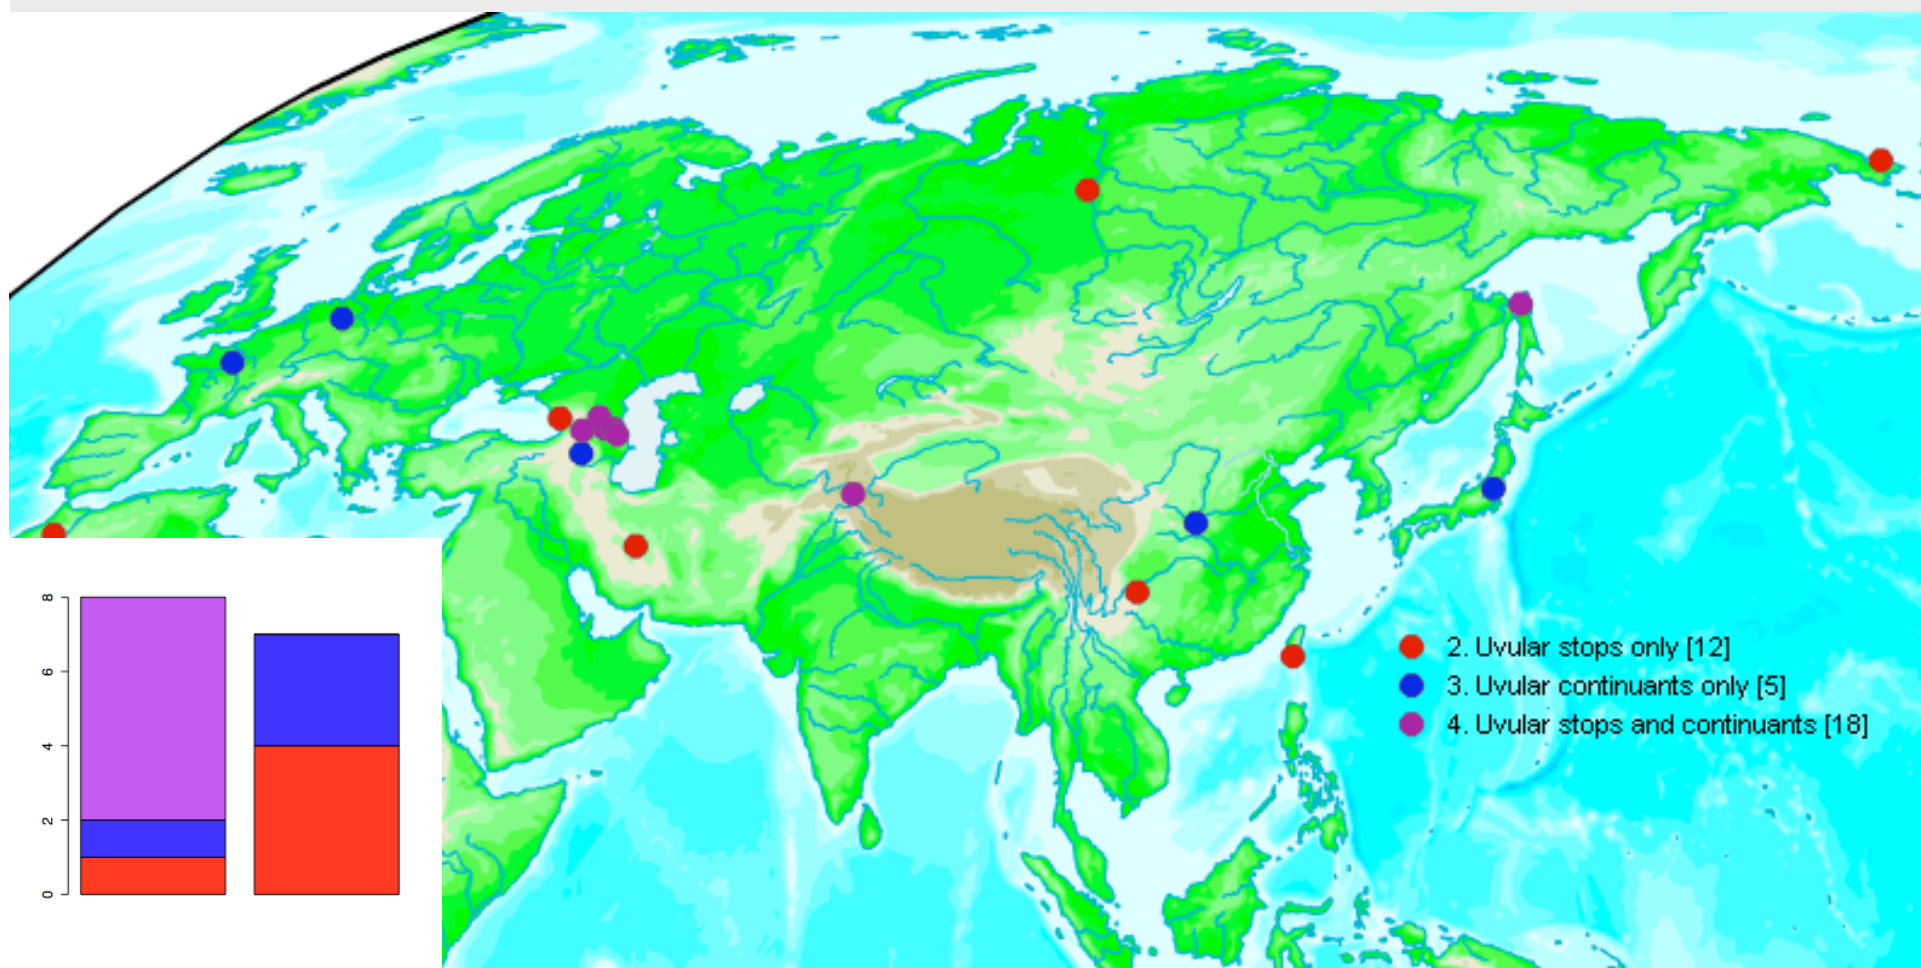 8
6
4
2
0
2. Uvular stops only [12]
3. Uvular continuants only [5]
4. Uvular stops and continuants [18]